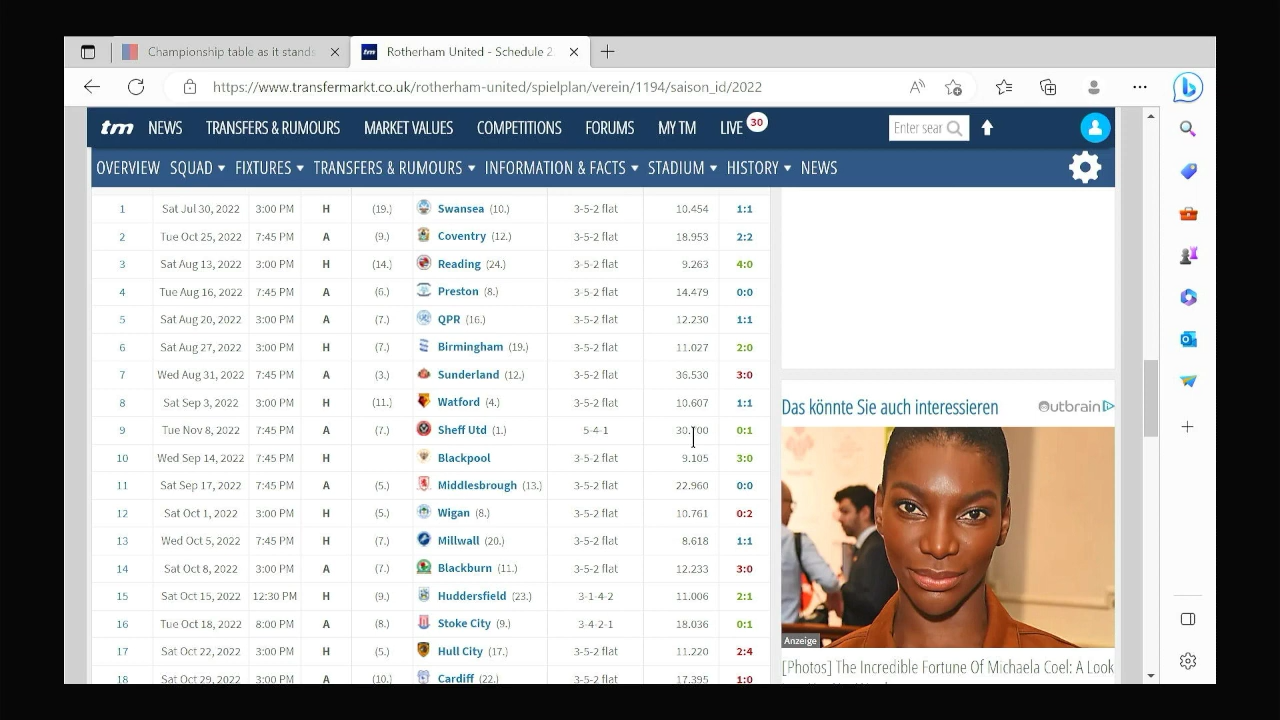 Championship table as it stands
Rotherham United - Schedule 2
https://www.transfermarkt.co.uk/rotherham-united/spielplan/verein/1194/saison_id/2022
tm NEWS TRANSFERS & RUMOURS MARKET VALUES COMPETITIONS FORUMS MY TM LIVE 30 Enter sear
OVERVIEW SQUAD FIXTURES TRANSFERS & RUMOURS INFORMATION & FACTS STADIUM HISTORY NEWS
1 Sat Jul 30, 2022 3:00 PM H (19.) Swansea (10.) 3-5-2 flat 10.454 1:1
2 Tue Oct 25, 2022 7:45 PM A (9.) Coventry (12.) 3-5-2 flat 18.953 2:2
3 Sat Aug 13, 2022 3:00 PM H (14.) Reading (24.) 3-5-2 flat 9.263 4:0
4 Tue Aug 16, 2022 7:45 PM A (6.) Preston (8.) 3-5-2 flat 14.479 0:0
5 Sat Aug 20, 2022 3:00 PM A (7.) QPR (16.) 3-5-2 flat 12.230 1:1
6 Sat Aug 27, 2022 3:00 PM H (7.) Birmingham (19.) 3-5-2 flat 11.027 2:0
7 Wed Aug 31, 2022 7:45 PM A (3.) Sunderland (12.) 3-5-2 flat 36.530 3:0
8 Sat Sep 3, 2022 3:00 PM H (11.) Watford (4.) 3-5-2 flat 10.607 1:1
9 Tue Nov 8, 2022 7:45 PM A (7.) Sheff Utd (1.) 5-4-1 0:1
10 Wed Sep 14, 2022 7:45 PM H Blackpool 3-5-2 flat 9.105 3:0
11 Sat Sep 17, 2022 7:45 PM A (5.) Middlesbrough (13.) 3-5-2 flat 22.960 0:0
12 Sat Oct 1, 2022 3:00 PM H (5.) Wigan (8.) 3-5-2 flat 10.761 0:2
13 Wed Oct 5, 2022 7:45 PM H (7.) Millwall (20.) 3-5-2 flat 8.618 1:1
14 Sat Oct 8, 2022 3:00 PM A (7.) Blackburn (11.) 3-5-2 flat 12.233 3:0
15 Sat Oct 15, 2022 12:30 PM H (9.) Huddersfield (23.) 3-1-4-2 11.006 2:1
16 Tue Oct 18, 2022 8:00 PM A (8.) Stoke City (9.) 3-4-2-1 18.036 0:1
17 Sat Oct 22, 2022 3:00 PM H (5.) Hull City (17.) 3-5-2 flat 11.220 2:4
18 Sat Oct 29, 2022 3:00 PM A (10.) Cardiff (22.) 3-5-2 flat 17.395 1:0
Das könnte Sie auch interessieren
Outbrain
Anzeige
[Photos] The Incredible Fortune Of Michaela Coel: A Look